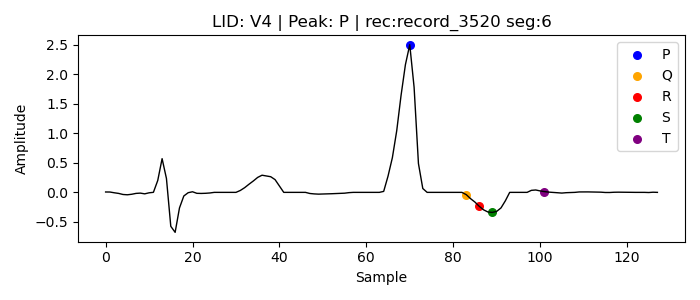 LID: V4 | Peak: P | rec:record_3520 seg:6
2.5
2.0
1.5
1.0
0.5
0.0
−0.5
Amplitude
P
Q
R
S
T
0 20 40 60 80 100 120
Sample